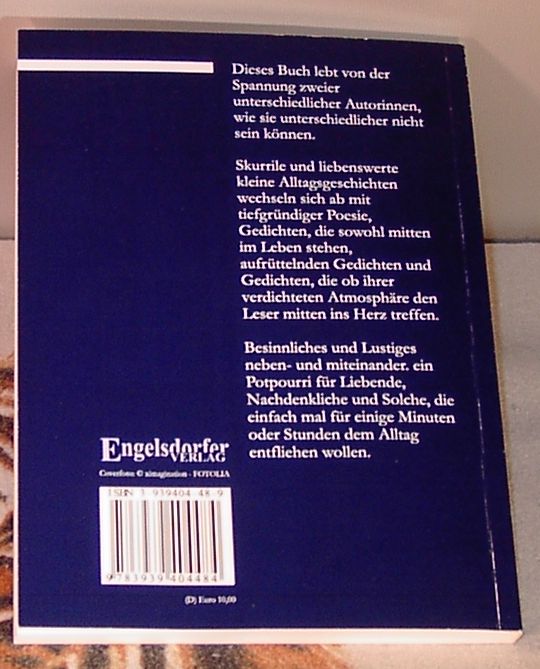 Dieses Buch lebt von der
Spannung zweier
unterschiedlicher Autorinnen,
wie sie unterschiedlicher nicht
sein können.
Skurrile und liebenswerte
kleine Alltagsgeschichten
wechseln sich ab mit
tiefgründiger Poesie,
Gedichten, die sowohl mitten
im Leben stehen,
aufrüttelnden Gedichten und
Gedichten, die ob ihrer
verdichteten Atmosphäre den
Leser mitten ins Herz treffen.
Besinnliches und Lustiges
neben- und miteinander. ein
Potpourri für Liebende,
Nachdenkliche und Solche, die
einfach mal für einige Minuten
oder Stunden dem Alltag
entfliehen wollen.
Engelsdorfer
VERLAG
Coverfoto: © ximagination - FOTOLIA
ISBN 3-939404-48-9
9 783939 404484
(D) Euro 10,00